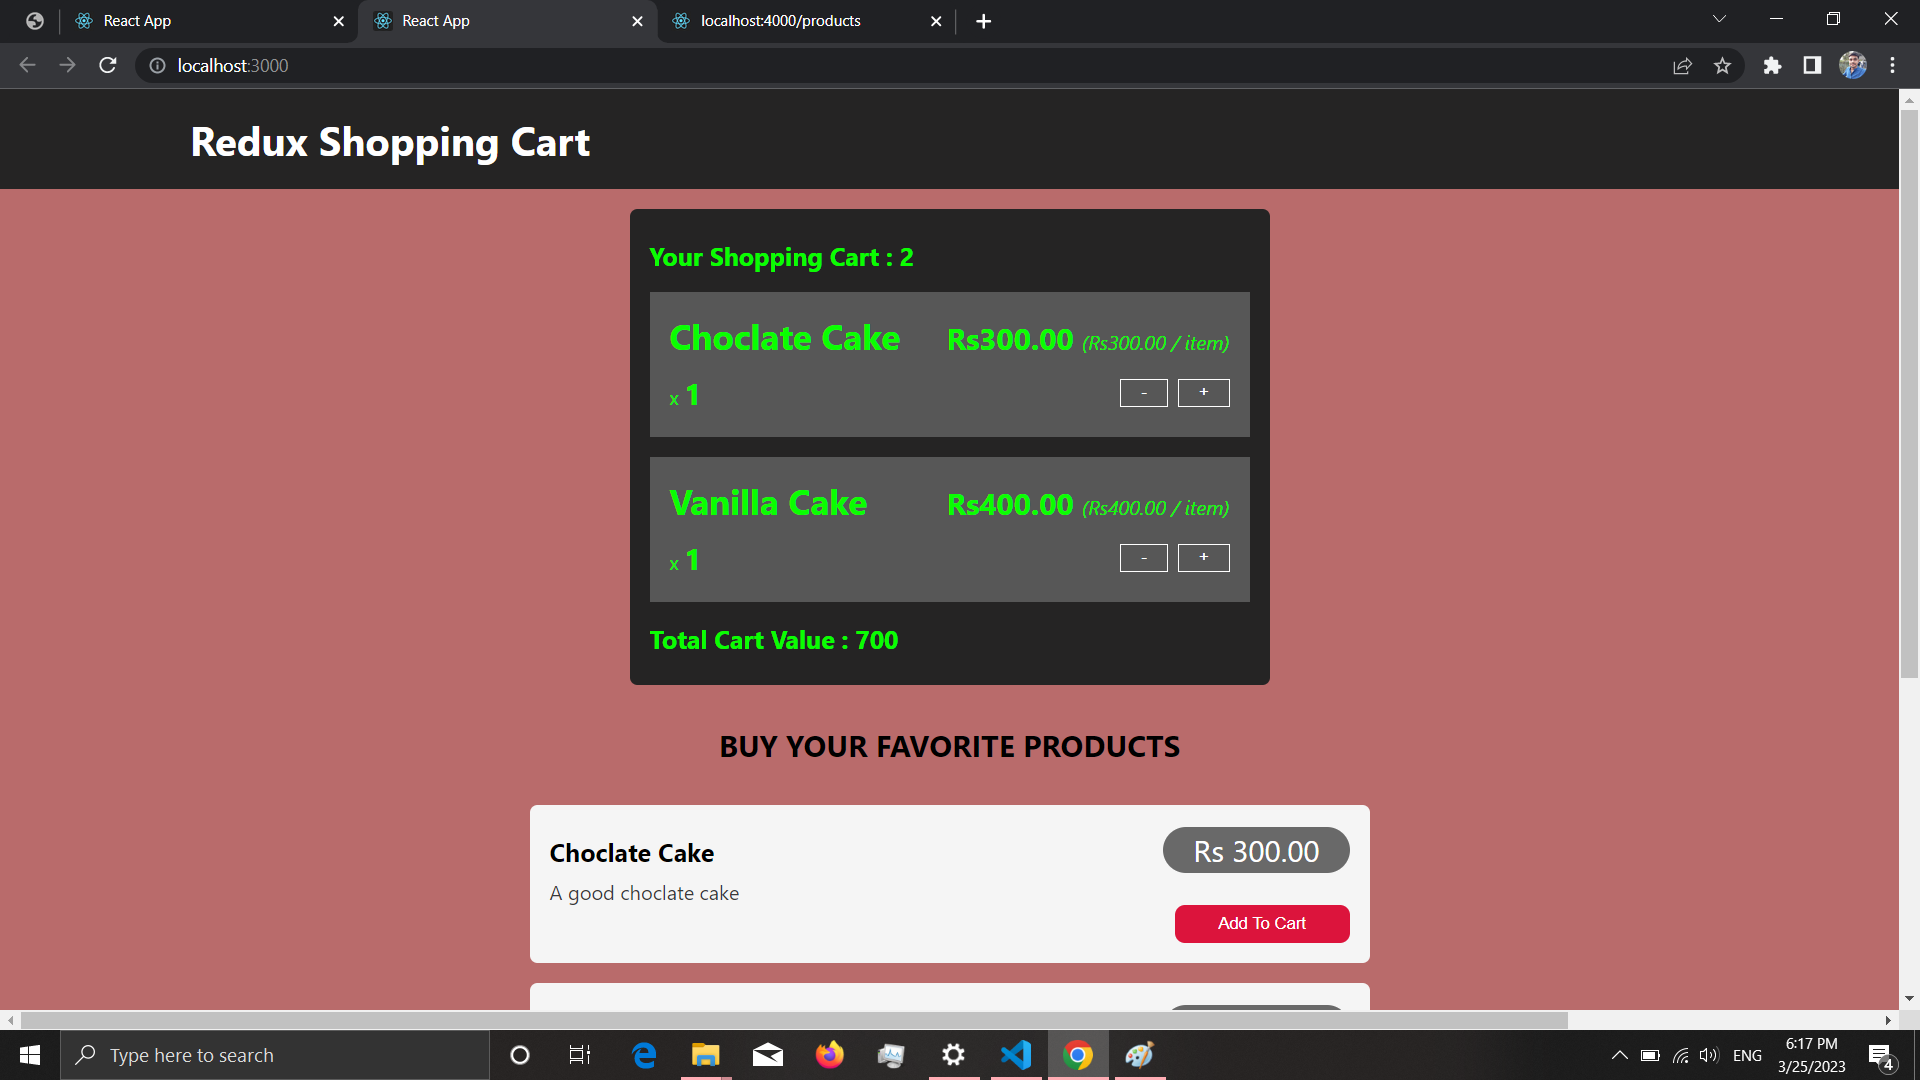 React App
React App
localhost:4000/products
localhost:3000
Redux Shopping Cart
Your Shopping Cart : 2
Choclate Cake Rs300.00 (Rs300.00 / item)
x 1 - +
Vanilla Cake Rs400.00 (Rs400.00 / item)
x 1 - +
Total Cart Value : 700
BUY YOUR FAVORITE PRODUCTS
Choclate Cake Rs 300.00
A good choclate cake
Add To Cart
Type here to search
ENG
6:17 PM
3/25/2023
4